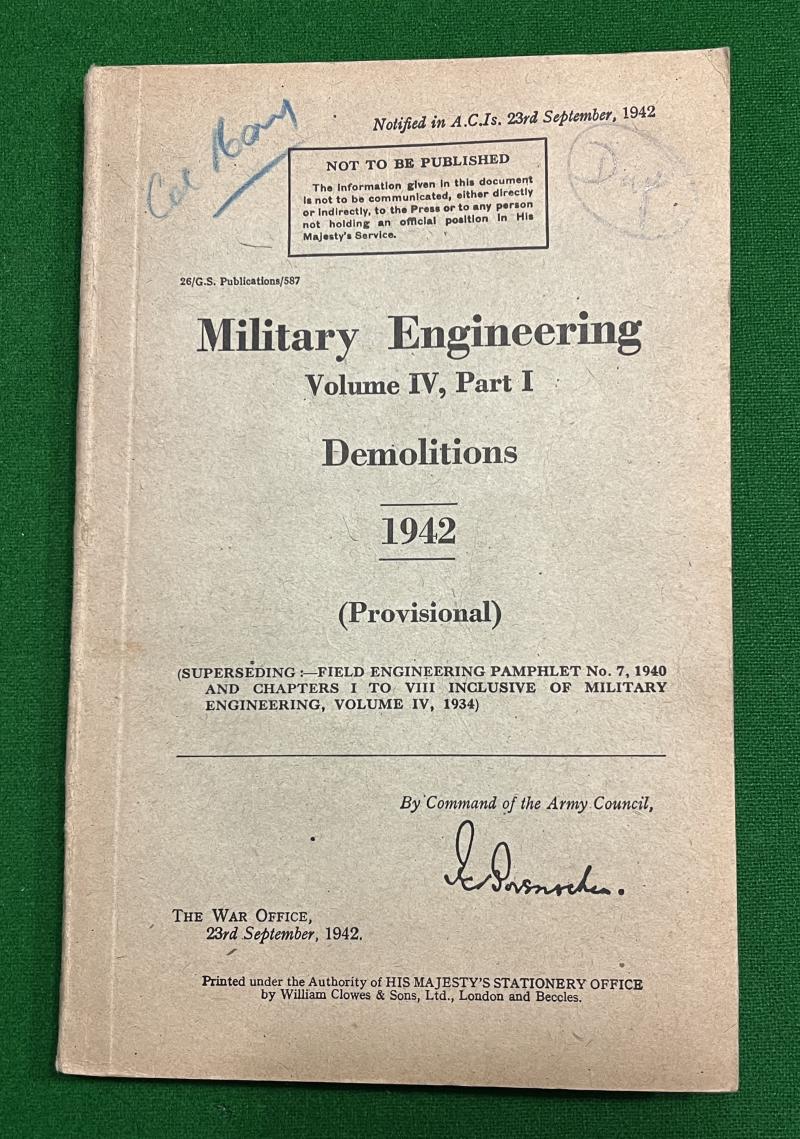 Col
Notified in A.C.Is. 23rd September, 1942
NOT TO BE PUBLISHED
The information given in this document
is not to be communicated, either directly
or indirectly, to the Press or to any person
not holding an official position in His
Majesty's Service.
26/G.S. Publications/587
Military Engineering
Volume IV, Part I
Demolitions
1942
(Provisional)
(SUPERSEDING :—FIELD ENGINEERING PAMPHLET No. 7, 1940
AND CHAPTERS I TO VIII INCLUSIVE OF MILITARY
ENGINEERING, VOLUME IV, 1934)
By Command of the Army Council,
THE WAR OFFICE,
23rd September, 1942.
Printed under the Authority of HIS MAJESTY'S STATIONERY OFFICE
by William Clowes & Sons, Ltd., London and Beccles.